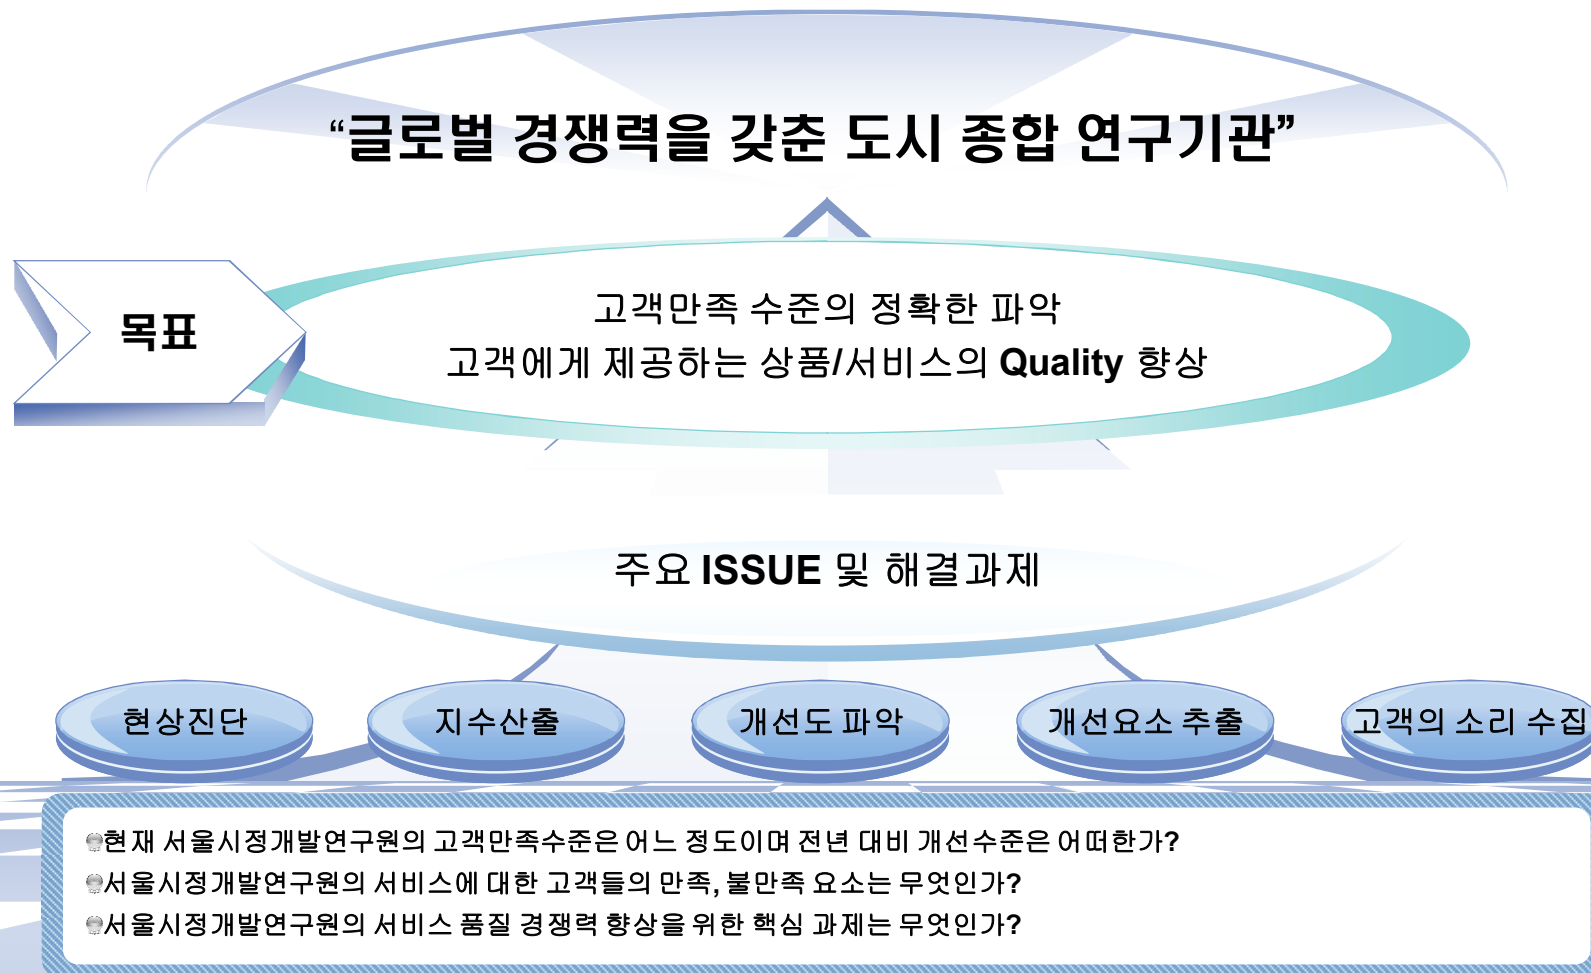 “글로벌 경쟁력을 갖춘 도시 종합 연구기관”
목표
고객만족 수준의 정확한 파악
고객에게 제공하는 상품/서비스의 Quality 향상
주요 ISSUE 및 해결과제
현상진단
지수산출
개선도 파악
개선요소 추출
고객의 소리 수집
현재 서울시정개발연구원의 고객만족수준은 어느 정도이며 전년 대비 개선수준은 어떠한가?
서울시정개발연구원의 서비스에 대한 고객들의 만족, 불만족 요소는 무엇인가?
서울시정개발연구원의 서비스 품질 경쟁력 향상을 위한 핵심 과제는 무엇인가?